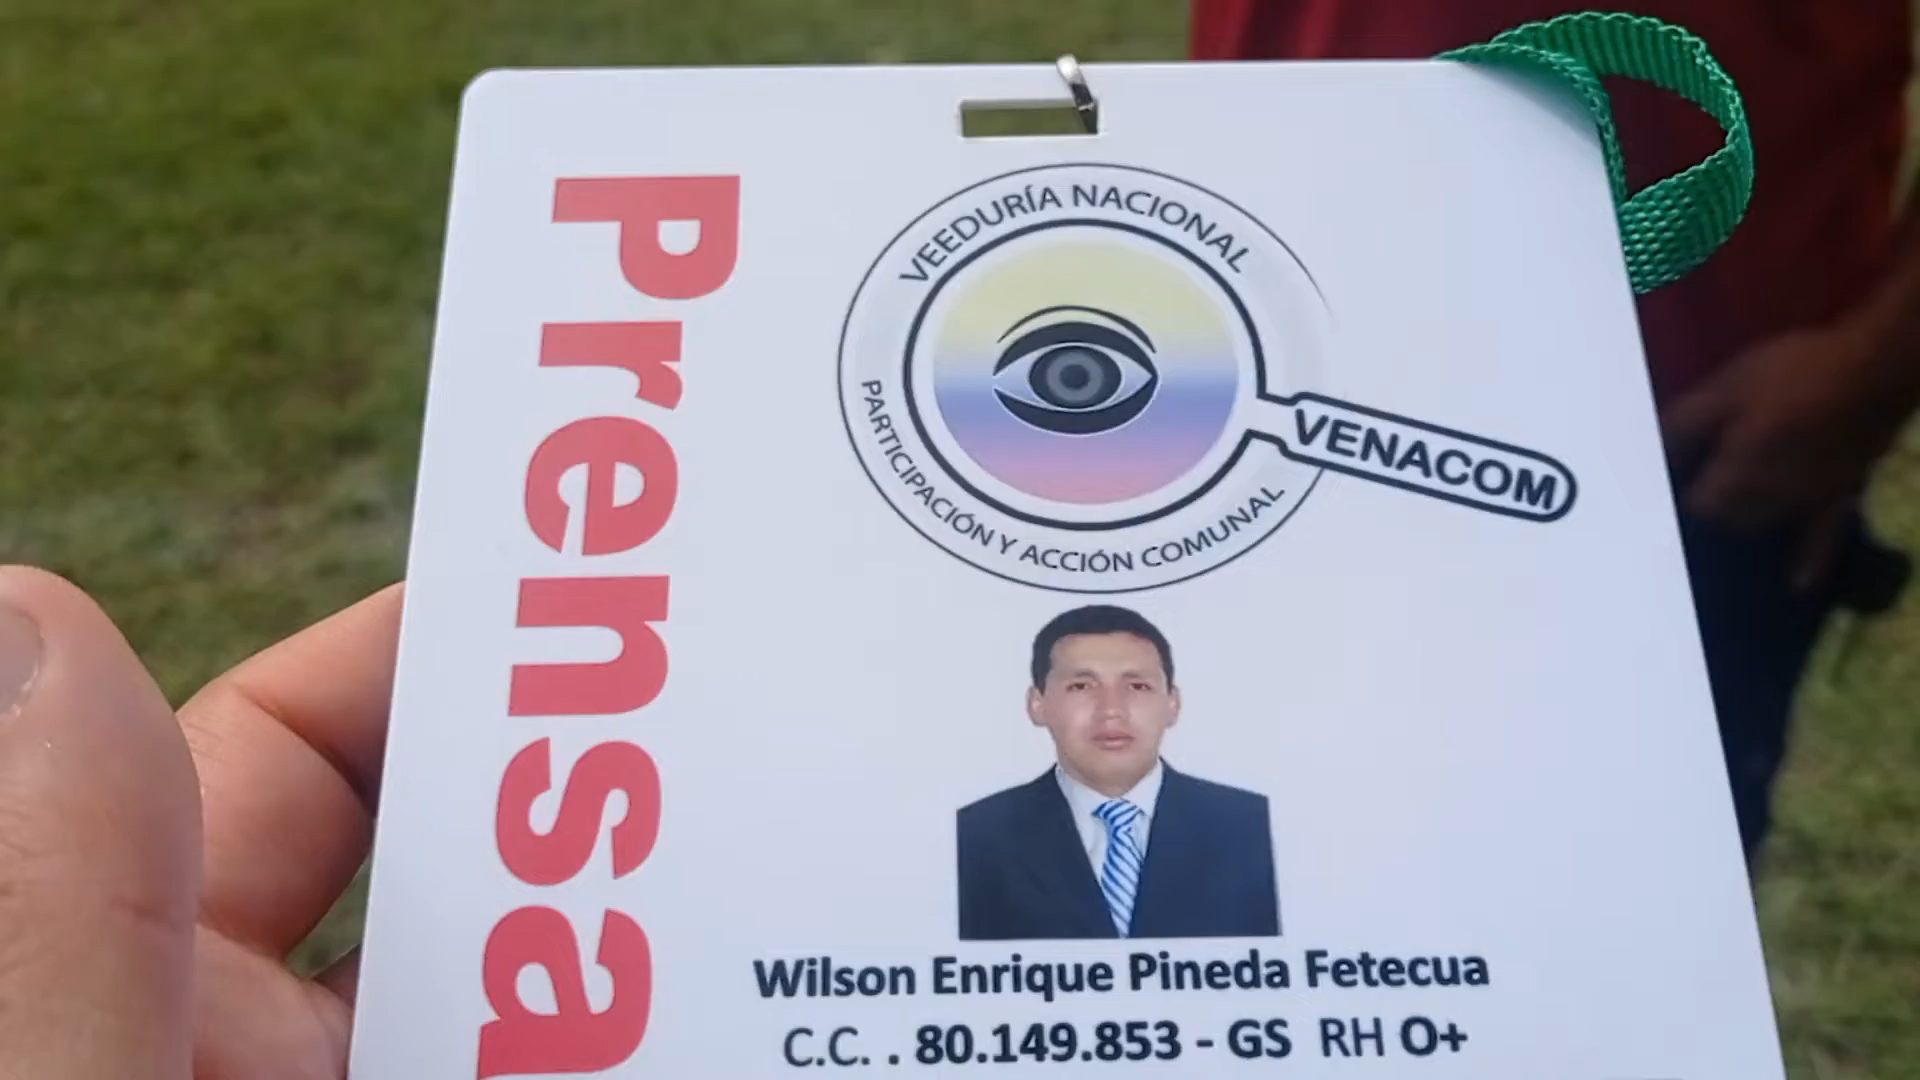 Prensa
VEEDURÍA NACIONAL
PARTICIPACIÓN Y ACCIÓN COMUNAL
VENACOM
Wilson Enrique Pineda Fetecua
C.C. . 80.149.853 - GS RH O+